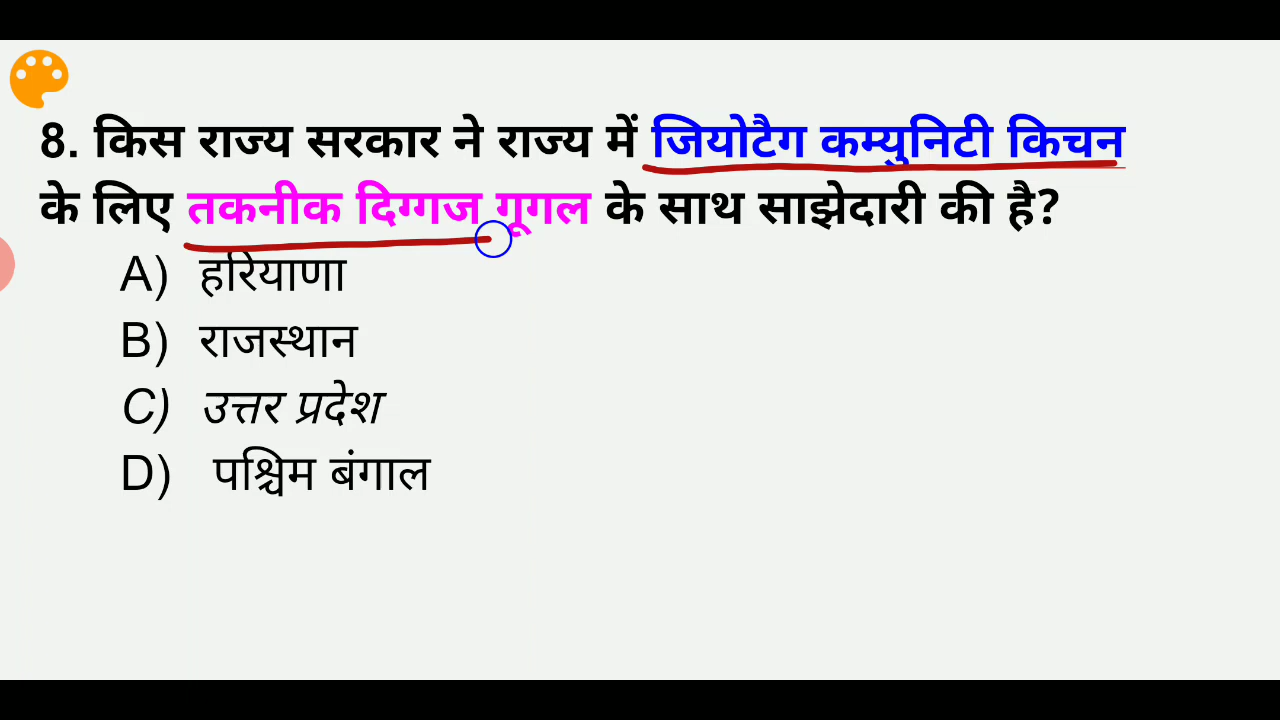 8. किस राज्य सरकार ने राज्य में जियोटैग कम्युनिटी किचन
के लिए तकनीक दिग्गज गूगल के साथ साझेदारी की है?
A) हरियाणा
B) राजस्थान
C) उत्तर प्रदेश
D) पश्चिम बंगाल